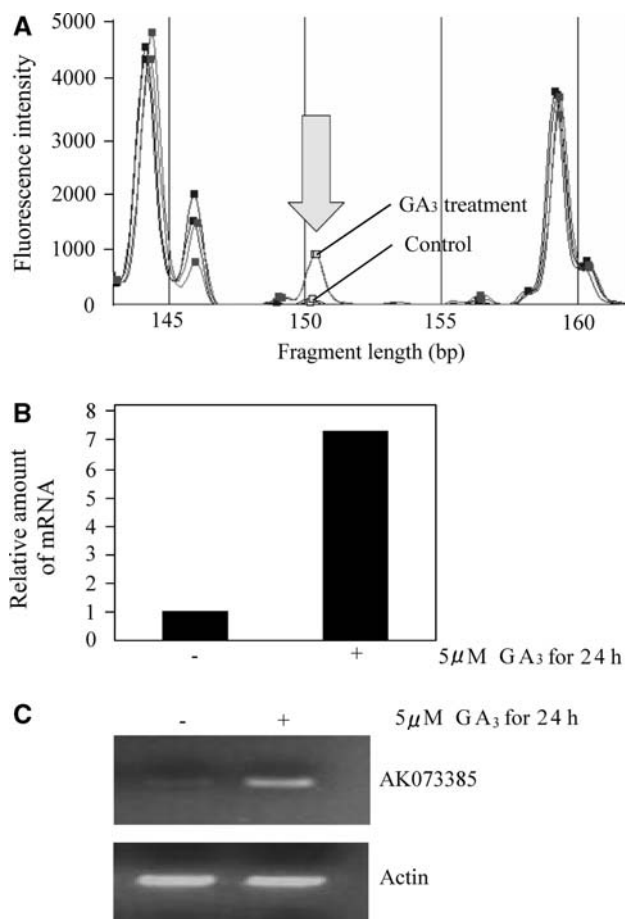 A
Fluorescence intensity
5000
4000
3000
2000
1000
0
GA₃ treatment
Control
145 150 155 160
Fragment length (bp)
B
Relative amount
of mRNA
8
7
6
5
4
3
2
1
0
- + 5μM GA₃ for 24 h
C
- + 5μM GA₃ for 24 h
AK073385
Actin